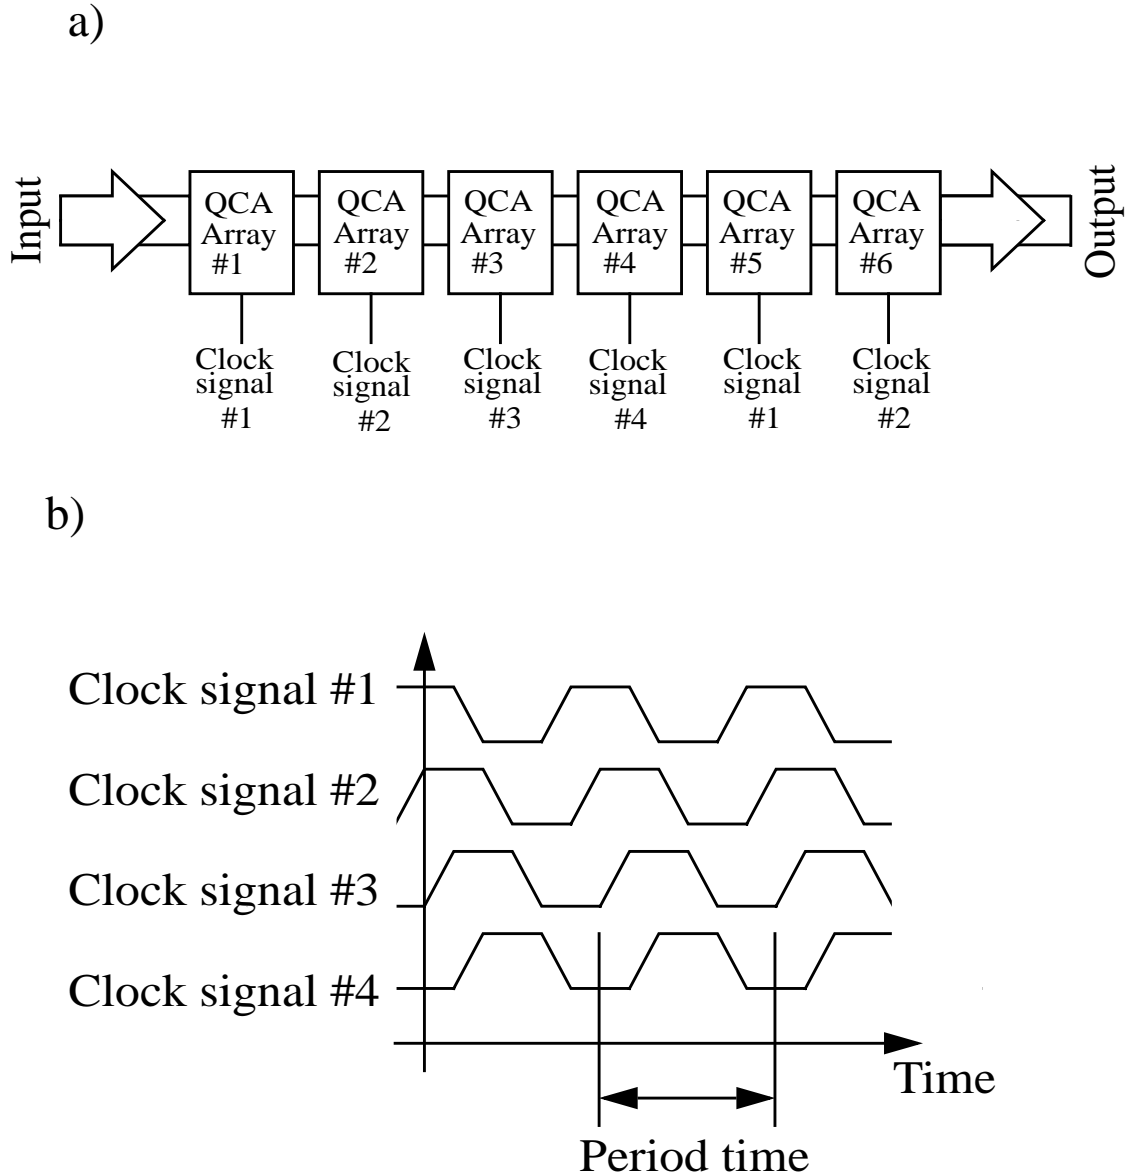 a)
Input
QCA
Array
#1
QCA
Array
#2
QCA
Array
#3
QCA
Array
#4
QCA
Array
#5
QCA
Array
#6
Output
Clock
signal
#1
Clock
signal
#2
Clock
signal
#3
Clock
signal
#4
Clock
signal
#1
Clock
signal
#2
b)
Clock signal #1
Clock signal #2
Clock signal #3
Clock signal #4
Time
Period time